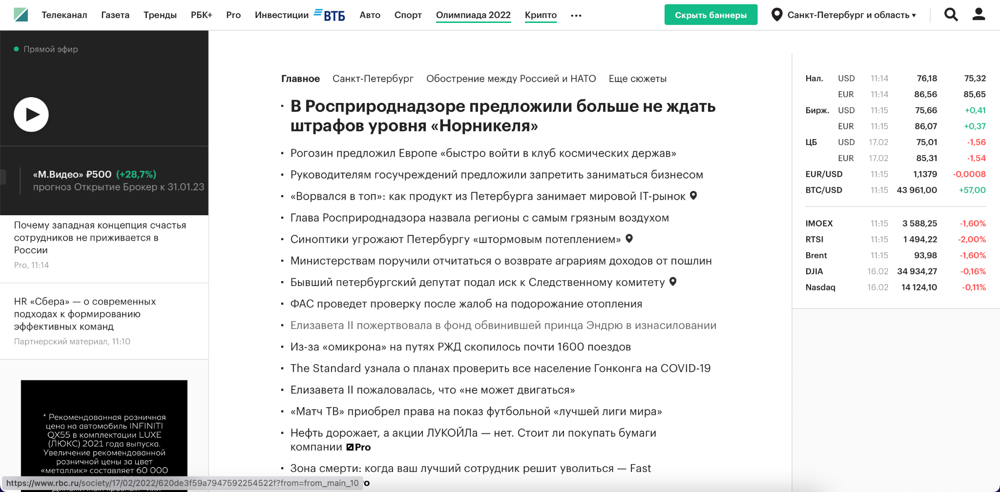 Телеканал Газета Тренды РБК+ Pro Инвестиции ВТБ Авто Спорт Олимпиада 2022 Крипто ••• Скрыть баннеры Санкт-Петербург и область ▾
Прямой эфир
«М.Видео» ₽500 (+28,7%)
прогноз Открытие Брокер к 31.01.23
Почему западная концепция счастья
сотрудников не приживается в
России
Pro, 11:14
HR «Сбера» — о современных
подходах к формированию
эффективных команд
Партнерский материал, 11:10
* Рекомендованная розничная
цена на автомобиль INFINITI
QX55 в комплектации LUXE
(ЛЮКС) 2021 года выпуска.
Увеличение рекомендованной
розничной цены за цвет
«металлик» составляет 60 000
Главное Санкт-Петербург Обострение между Россией и НАТО Еще сюжеты
· В Росприроднадзоре предложили больше не ждать
штрафов уровня «Норникеля»
· Рогозин предложил Европе «быстро войти в клуб космических держав»
· Руководителям госучреждений предложили запретить заниматься бизнесом
· «Ворвался в топ»: как продукт из Петербурга занимает мировой IT-рынок
· Глава Росприроднадзора назвала регионы с самым грязным воздухом
· Синоптики угрожают Петербургу «штормовым потеплением»
· Министерствам поручили отчитаться о возврате аграриям доходов от пошлин
· Бывший петербургский депутат подал иск к Следственному комитету
· ФАС проведет проверку после жалоб на подорожание отопления
· Елизавета II пожертвовала в фонд обвинившей принца Эндрю в изнасиловании
· Из-за «омикрона» на путях РЖД скопилось почти 1600 поездов
· The Standard узнала о планах проверить все население Гонконга на COVID-19
· Елизавета II пожаловалась, что «не может двигаться»
· «Матч ТВ» приобрел права на показ футбольной «лучшей лиги мира»
· Нефть дорожает, а акции ЛУКОЙЛа — нет. Стоит ли покупать бумаги
компании Pro
· Зона смерти: когда ваш лучший сотрудник решит уволиться — Fast
Нал. USD 11:14 76,18 75,32
EUR 11:14 86,56 85,65
Бирж. USD 11:15 75,66 +0,41
EUR 11:15 86,07 +0,37
ЦБ USD 17.02 75,01 -1,56
EUR 17.02 85,31 -1,54
EUR/USD 11:15 1,1379 -0,0008
BTC/USD 11:15 43 961,00 +57,00
IMOEX 11:15 3 588,25 -1,60%
RTSI 11:15 1 494,22 -2,00%
Brent 11:15 93,98 -1,60%
DJIA 16.02 34 934,27 -0,16%
Nasdaq 16.02 14 124,10 -0,11%
https://www.rbc.ru/society/17/02/2022/620de3f59a7947592254522f?from=from_main_10